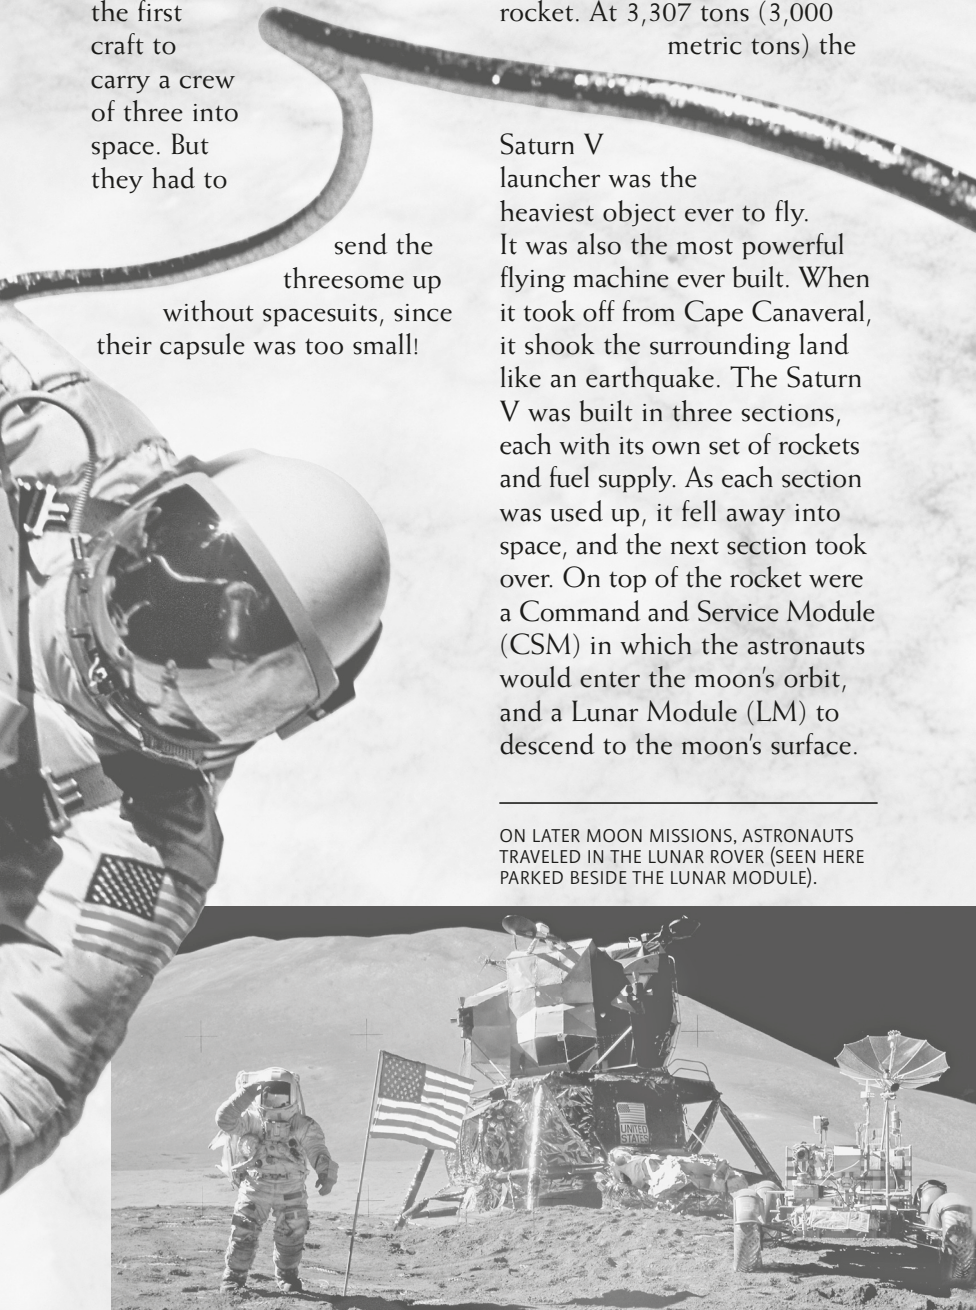 the first
craft to
carry a crew
of three into
space. But
they had to
send the
threesome up
without spacesuits, since
their capsule was too small!
rocket. At 3,307 tons (3,000
metric tons) the
Saturn V
launcher was the
heaviest object ever to fly.
It was also the most powerful
flying machine ever built. When
it took off from Cape Canaveral,
it shook the surrounding land
like an earthquake. The Saturn
V was built in three sections,
each with its own set of rockets
and fuel supply. As each section
was used up, it fell away into
space, and the next section took
over. On top of the rocket were
a Command and Service Module
(CSM) in which the astronauts
would enter the moon's orbit,
and a Lunar Module (LM) to
descend to the moon's surface.
ON LATER MOON MISSIONS, ASTRONAUTS
TRAVELED IN THE LUNAR ROVER (SEEN HERE
PARKED BESIDE THE LUNAR MODULE).
UNITED
STATES